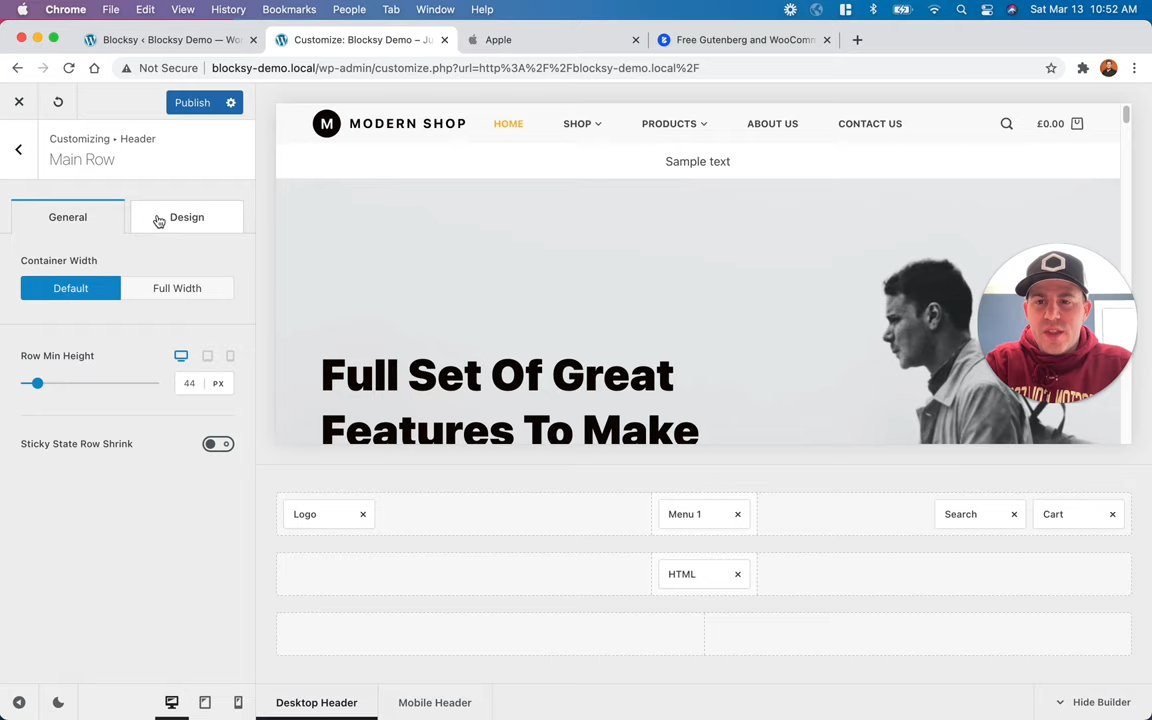 Chrome File Edit View History Bookmarks People Tab Window Help Sat Mar 13 10:52 AM
Blocksy ‹ Blocksy Demo — Wor
Customize: Blocksy Demo – Ju
Apple
Free Gutenberg and WooComm
Not Secure blocksy-demo.local/wp-admin/customize.php?url=http%3A%2F%2Fblocksy-demo.local%2F
Publish
Customizing ▸ Header
Main Row
General
Design
Container Width
Default
Full Width
Row Min Height
44 PX
Sticky State Row Shrink
M MODERN SHOP HOME SHOP PRODUCTS ABOUT US CONTACT US £0.00
Sample text
Full Set Of Great
Features To Make
Logo
Menu 1
Search
Cart
HTML
Desktop Header
Mobile Header
Hide Builder